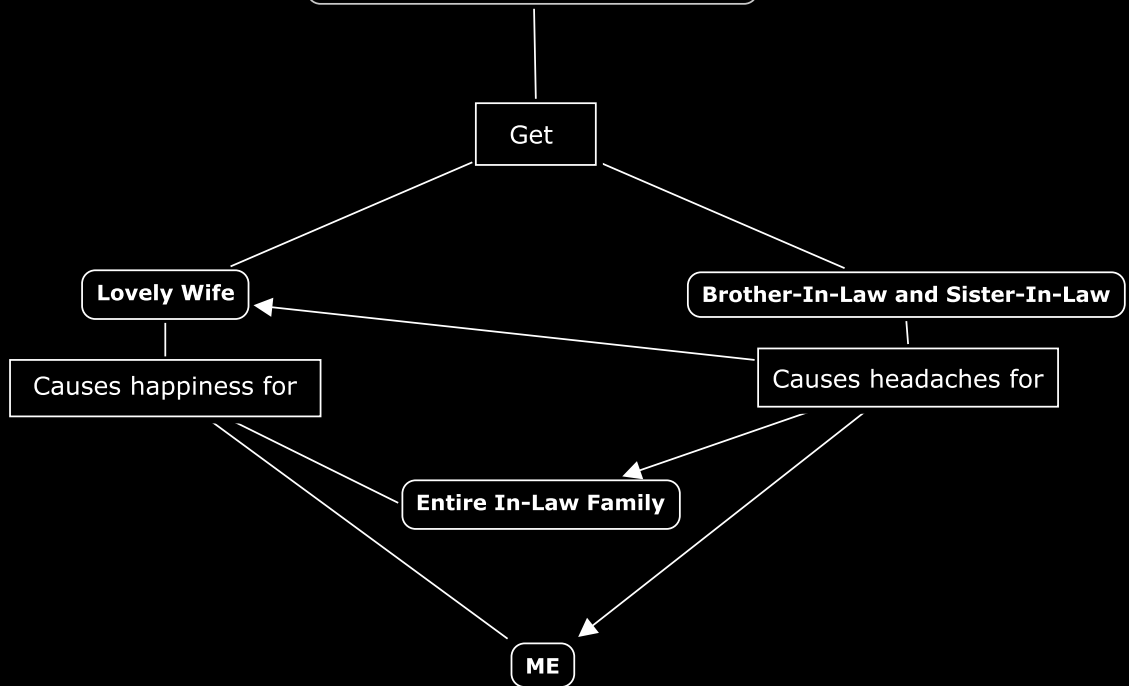 Get
Lovely Wife
Brother-In-Law and Sister-In-Law
Causes happiness for
Causes headaches for
Entire In-Law Family
ME